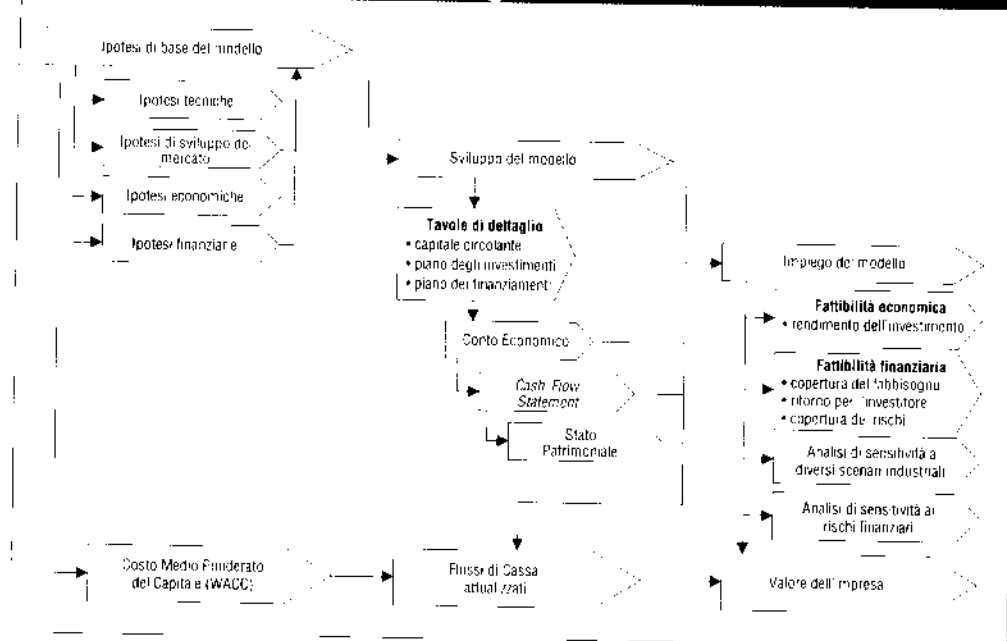 Ipotesi di base del modello
Ipotesi tecniche
Ipotesi di sviluppo del
mercato
Ipotesi economiche
Ipotesi finanziarie
Sviluppo del modello
Tavole di dettaglio
• capitale circolante
• piano degli investimenti
• piano dei finanziamenti
Conto Economico
Cash Flow
Statement
Stato
Patrimoniale
Impiego del modello
Fattibilità economica
• rendimento dell'investimento
Fattibilità finanziaria
• copertura del fabbisogno
• ritorno per l'investitore
• copertura dei rischi
Analisi di sensitività a
diversi scenari industriali
Analisi di sensitività ai
rischi finanziari
Costo Medio Ponderato
del Capitale (WACC)
Flussi di Cassa
attualizzati
Valore dell'impresa